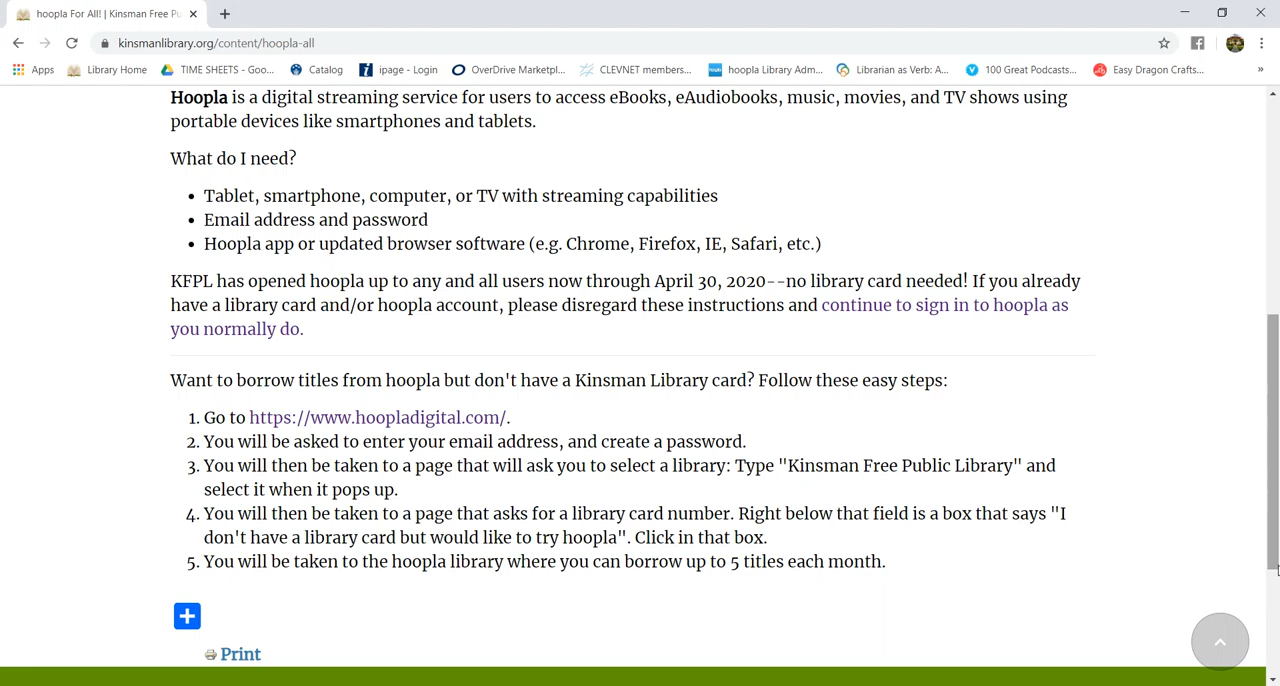 hoopla For All! | Kinsman Free Pu
kinsmanlibrary.org/content/hoopla-all
Apps Library Home TIME SHEETS - Goo... Catalog ipage - Login OverDrive Marketpl... CLEVNET members... hoopla Library Adm... Librarian as Verb: A... 100 Great Podcasts... Easy Dragon Crafts... »
Hoopla is a digital streaming service for users to access eBooks, eAudiobooks, music, movies, and TV shows using
portable devices like smartphones and tablets.
What do I need?
• Tablet, smartphone, computer, or TV with streaming capabilities
• Email address and password
• Hoopla app or updated browser software (e.g. Chrome, Firefox, IE, Safari, etc.)
KFPL has opened hoopla up to any and all users now through April 30, 2020--no library card needed! If you already
have a library card and/or hoopla account, please disregard these instructions and continue to sign in to hoopla as
you normally do.
Want to borrow titles from hoopla but don't have a Kinsman Library card? Follow these easy steps:
1. Go to https://www.hoopladigital.com/.
2. You will be asked to enter your email address, and create a password.
3. You will then be taken to a page that will ask you to select a library: Type "Kinsman Free Public Library" and
select it when it pops up.
4. You will then be taken to a page that asks for a library card number. Right below that field is a box that says "I
don't have a library card but would like to try hoopla". Click in that box.
5. You will be taken to the hoopla library where you can borrow up to 5 titles each month.
Print